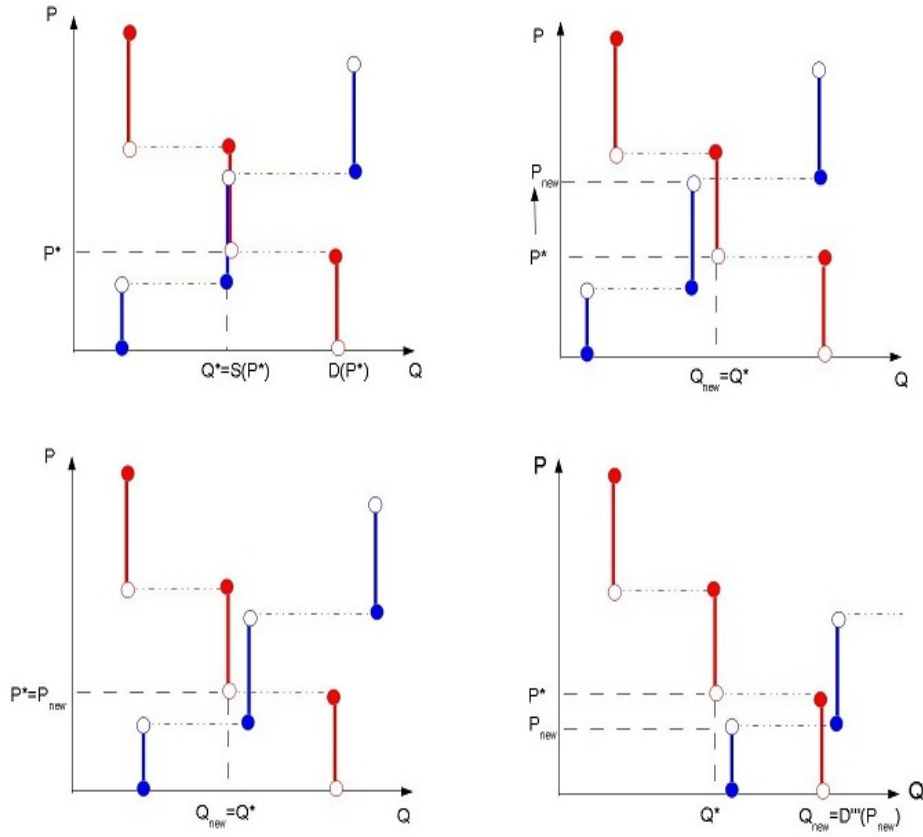 P
P*
Q*=S(P*) D(P*) Q
P
P_new
P*
Q_new=Q*
Q
P
P*=P_new
Q_new=Q*
Q
P
P*
P_new
Q* Q_new=D'''(P_new)
Q